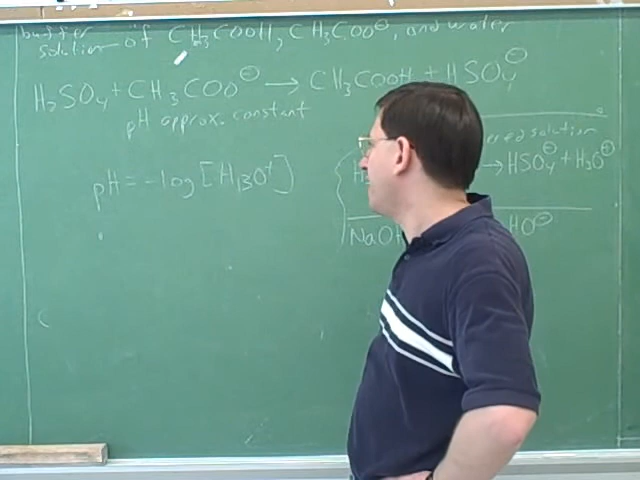 buffer
solution of CH3COOH, CH3COO⊖, and water
H2SO4 + CH3COO⊖ → CH3COOH + HSO4⊖
pH approx. constant
ered solution
→ HSO4⊖ + H3O⊕
pH = -log [H3O+]
NaOH HO⊖